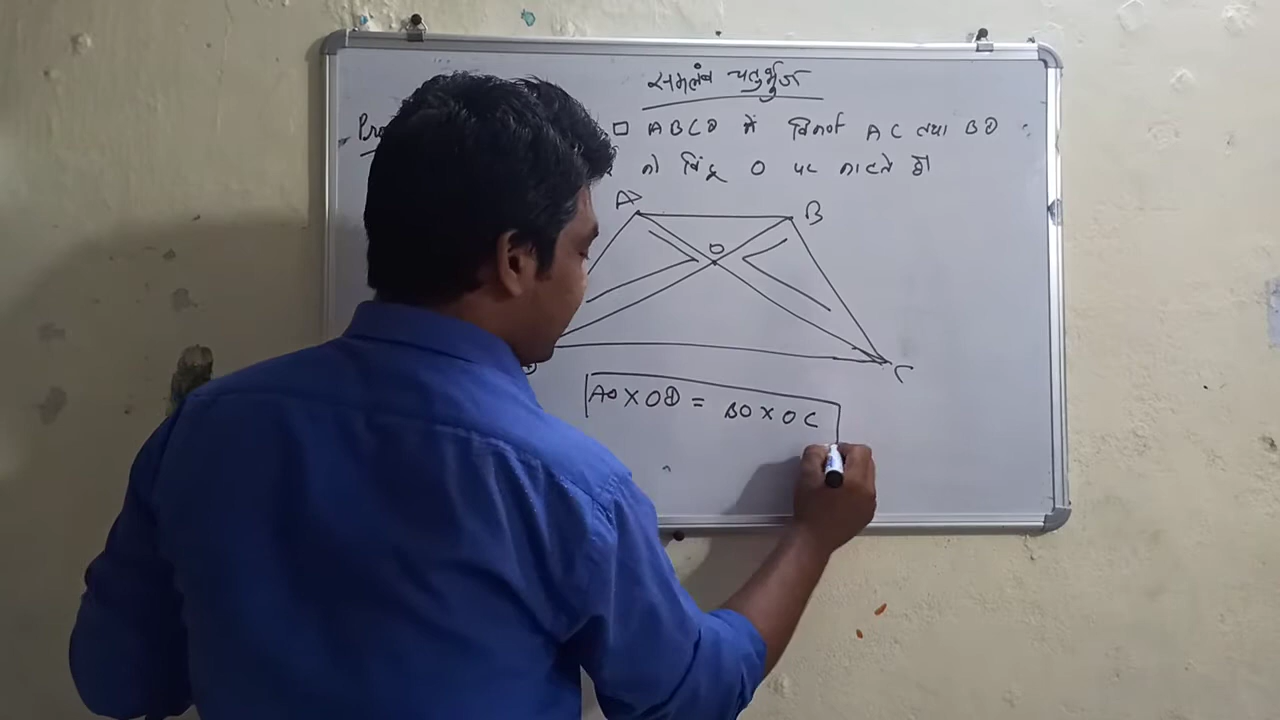 समलंब चतुर्भुज
□ ABCD में विकर्ण AC तथा BD
को बिंदू O पर काटते हैं।
A
B
O
C
AO × OD = BO × OC